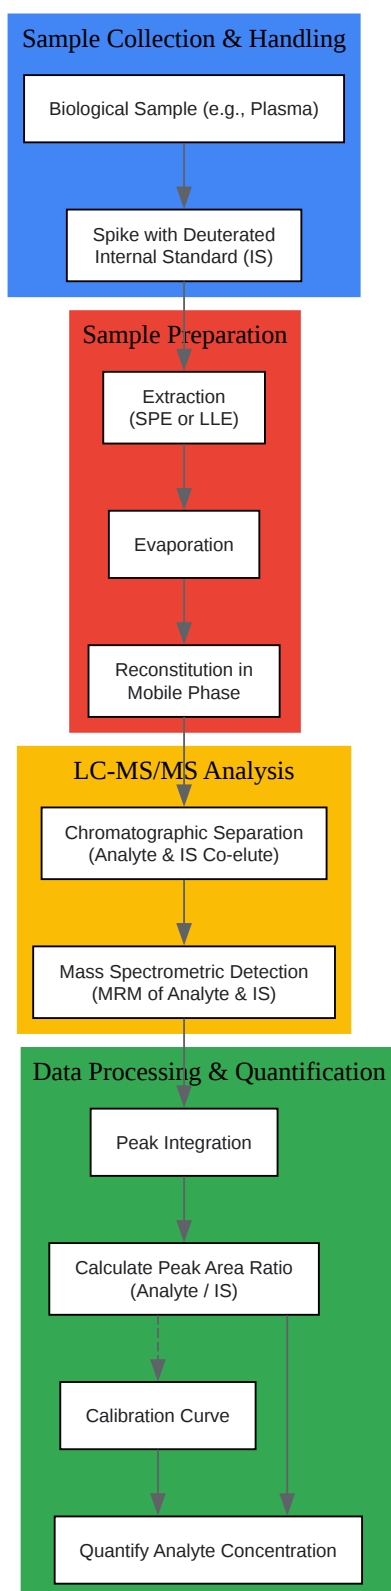 Sample Collection & Handling
Biological Sample (e.g., Plasma)
Spike with Deuterated
Internal Standard (IS)
Sample Preparation
Extraction
(SPE or LLE)
Evaporation
Reconstitution in
Mobile Phase
LC-MS/MS Analysis
Chromatographic Separation
(Analyte & IS Co-elute)
Mass Spectrometric Detection
(MRM of Analyte & IS)
Data Processing & Quantification
Peak Integration
Calculate Peak Area Ratio
(Analyte / IS)
Calibration Curve
Quantify Analyte Concentration